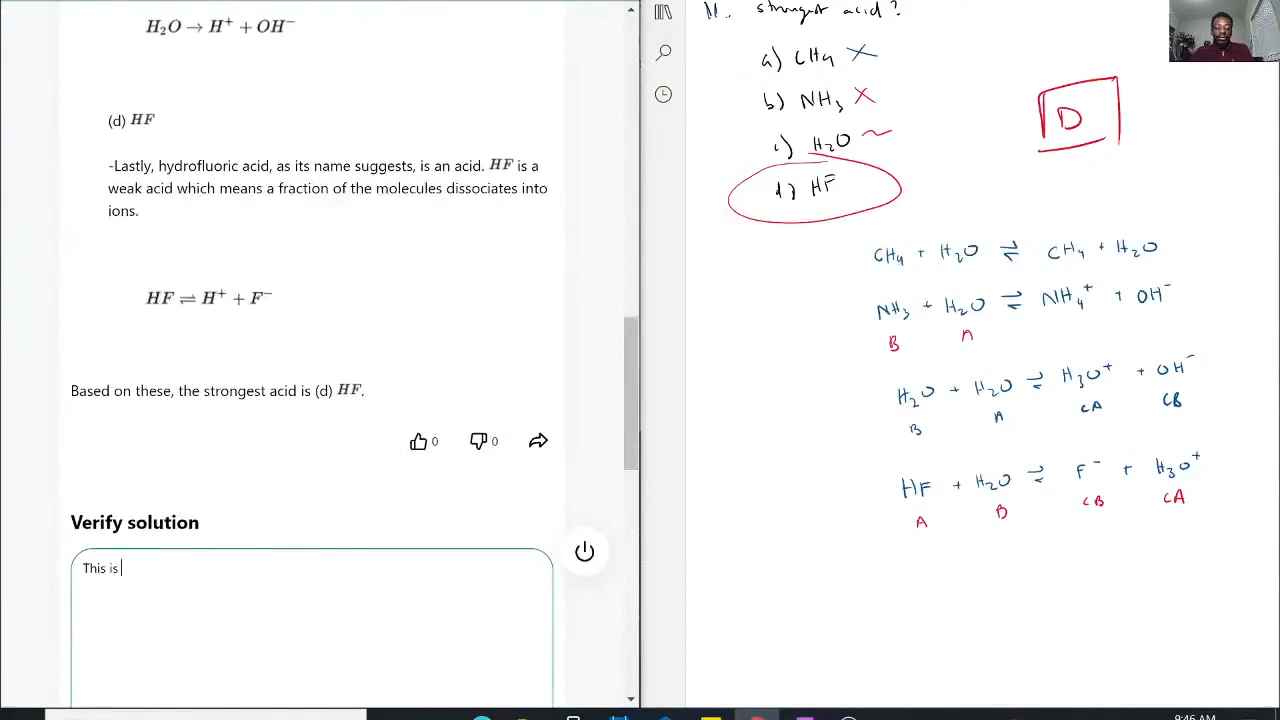 H₂O → H⁺ + OH⁻
(d) HF
-Lastly, hydrofluoric acid, as its name suggests, is an acid. HF is a
weak acid which means a fraction of the molecules dissociates into
ions.
HF ⇌ H⁺ + F⁻
Based on these, the strongest acid is (d) HF.
0
0
Verify solution
This is
strongest acid?
a) CH₄ ×
b) NH₃ ×
c) H₂O ~
d) HF
D
CH₄ + H₂O ⇌ CH₄ + H₂O
NH₃ + H₂O ⇌ NH₄⁺ + OH⁻
B A
H₂O + H₂O ⇌ H₃O⁺ + OH⁻
B A CA CB
HF + H₂O ⇌ F⁻ + H₃O⁺
A B CB CA
9:46 AM